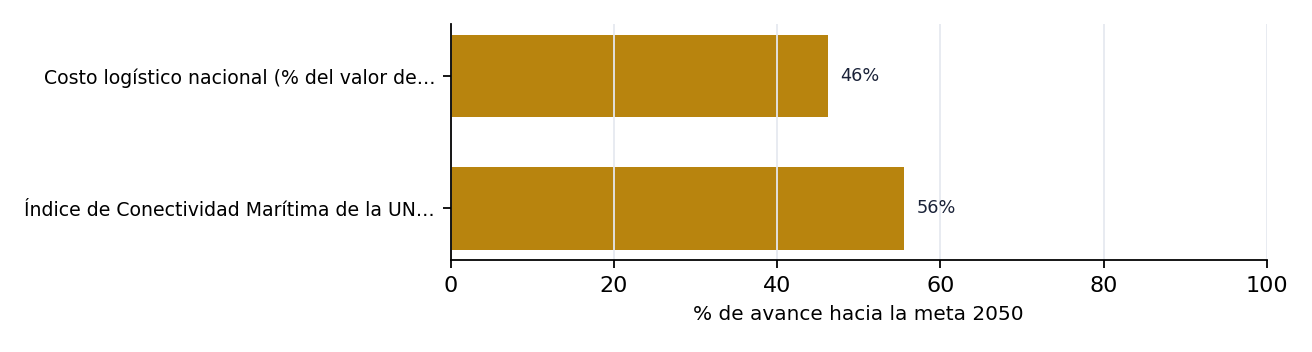 Costo logístico nacional (% del valor de...
46%
Índice de Conectividad Marítima de la UN...
56%
0 20 40 60 80 100
% de avance hacia la meta 2050